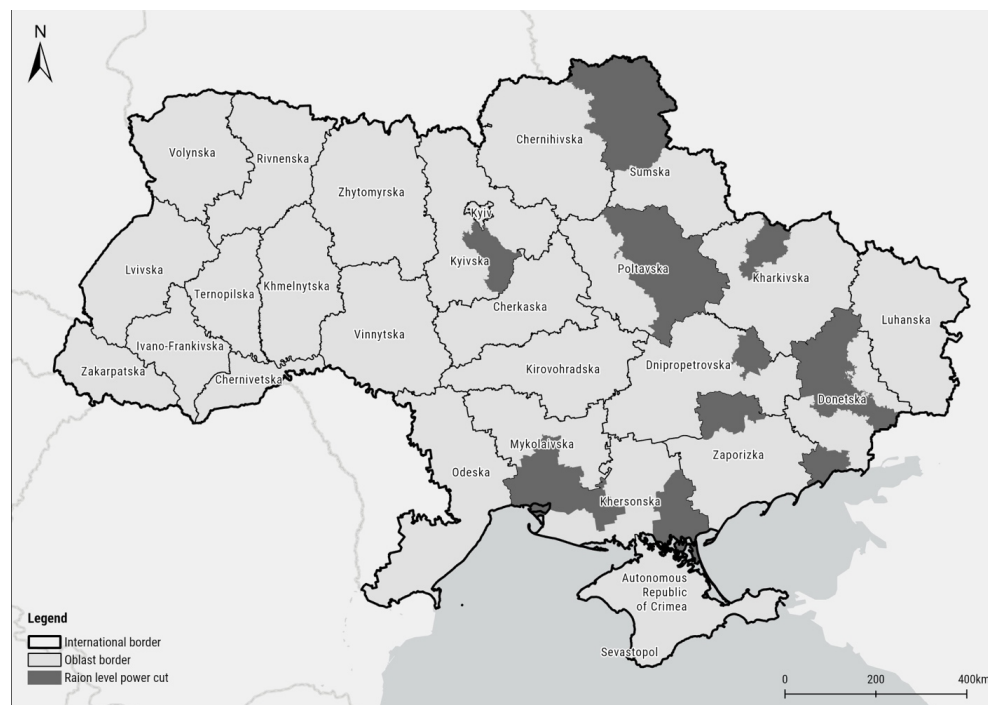 N
Volynska
Rivnenska
Chernihivska
Zhytomyrska
Sumska
Kyiv
Lvivska
Ternopilska
Khmelnytska
Kyivska
Poltavska
Kharkivska
Cherkaska
Luhanska
Ivano-Frankivska
Vinnytska
Zakarpatska
Chernivetska
Kirovohradska
Dnipropetrovska
Donetska
Mykolaivska
Zaporizka
Odeska
Khersonska
Autonomous
Republic
of Crimea
Sevastopol
Legend
International border
Oblast border
Raion level power cut
0 200 400km